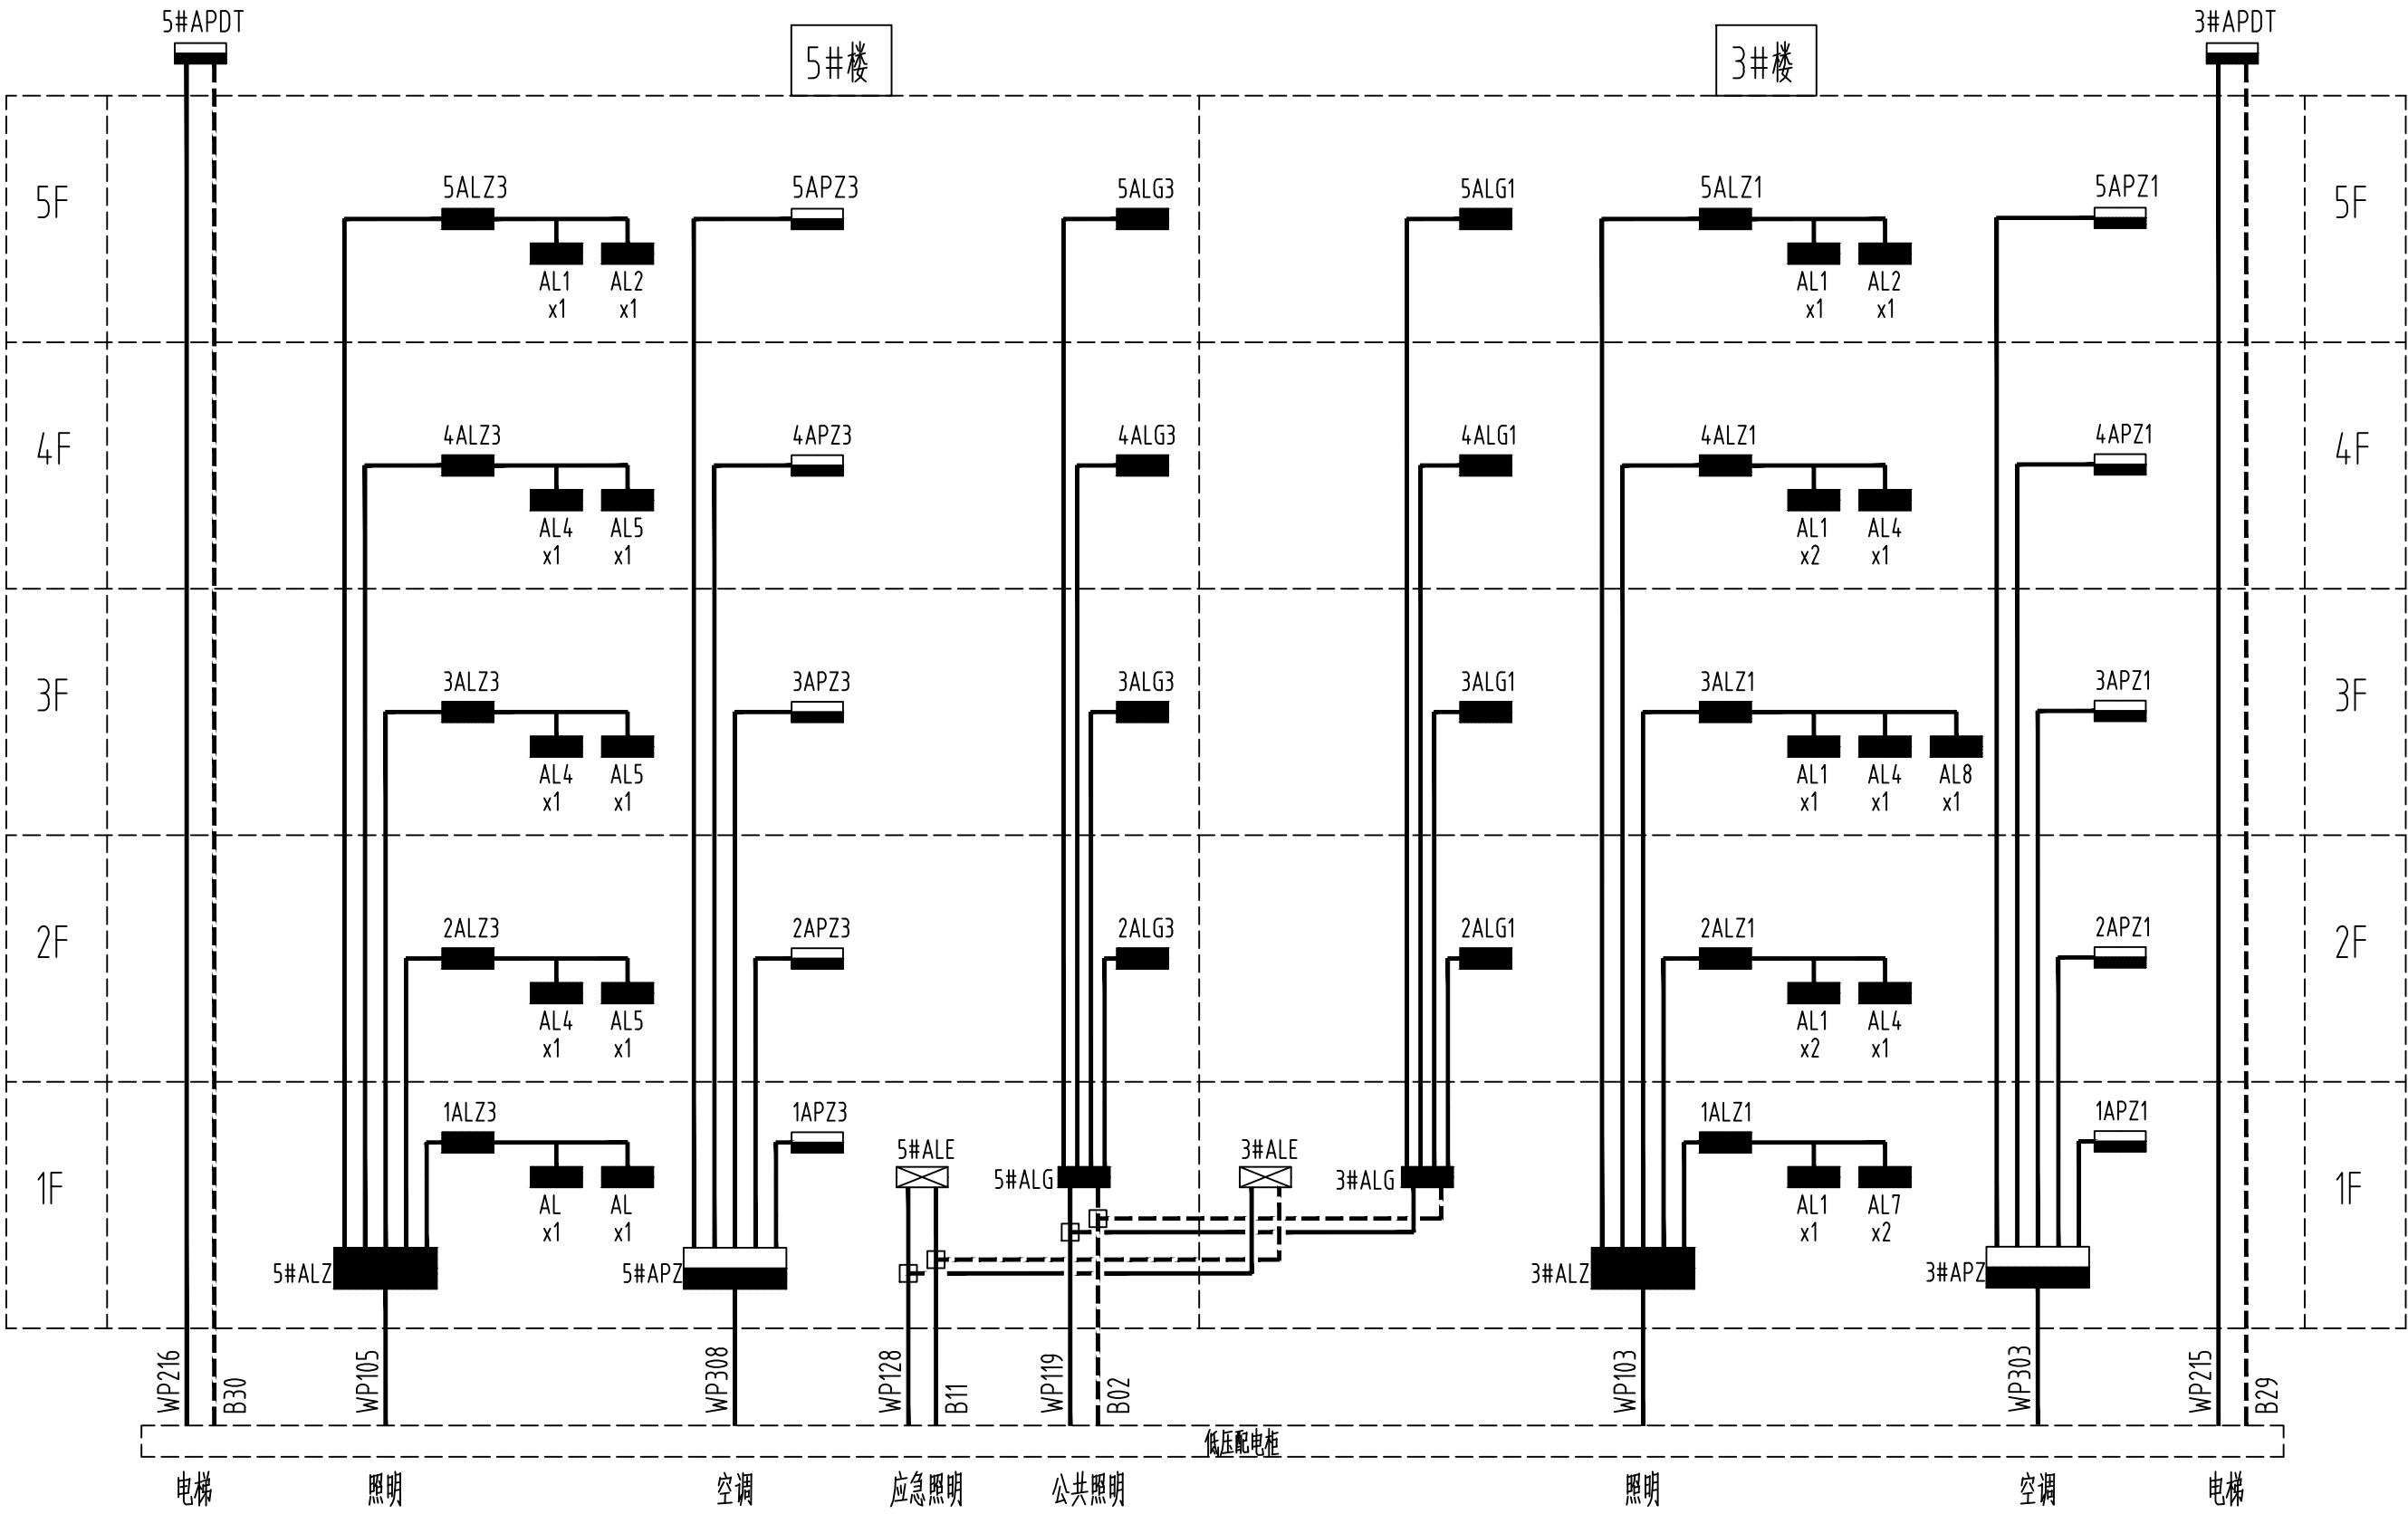 5#APDT
5#楼
3#楼
3#APDT
5F
5ALZ3
AL1
x1
AL2
x1
5APZ3
5ALG3
5ALG1
5ALZ1
AL1
x1
AL2
x1
5APZ1
5F
4F
4ALZ3
AL4
x1
AL5
x1
4APZ3
4ALG3
4ALG1
4ALZ1
AL1
x2
AL4
x1
4APZ1
4F
3F
3ALZ3
AL4
x1
AL5
x1
3APZ3
3ALG3
3ALG1
3ALZ1
AL1
x1
AL4
x1
AL8
x1
3APZ1
3F
2F
2ALZ3
AL4
x1
AL5
x1
2APZ3
2ALG3
2ALG1
2ALZ1
AL1
x2
AL4
x1
2APZ1
2F
1F
1ALZ3
AL
x1
AL
x1
1APZ3
5#ALE
5#ALG
3#ALE
3#ALG
1ALZ1
AL1
x1
AL7
x2
1APZ1
1F
5#ALZ
5#APZ
3#ALZ
3#APZ
WP216
B30
WP105
WP308
WP128
B11
WP119
B02
WP103
WP303
WP215
B29
低压配电柜
电梯
照明
空调
应急照明
公共照明
照明
空调
电梯